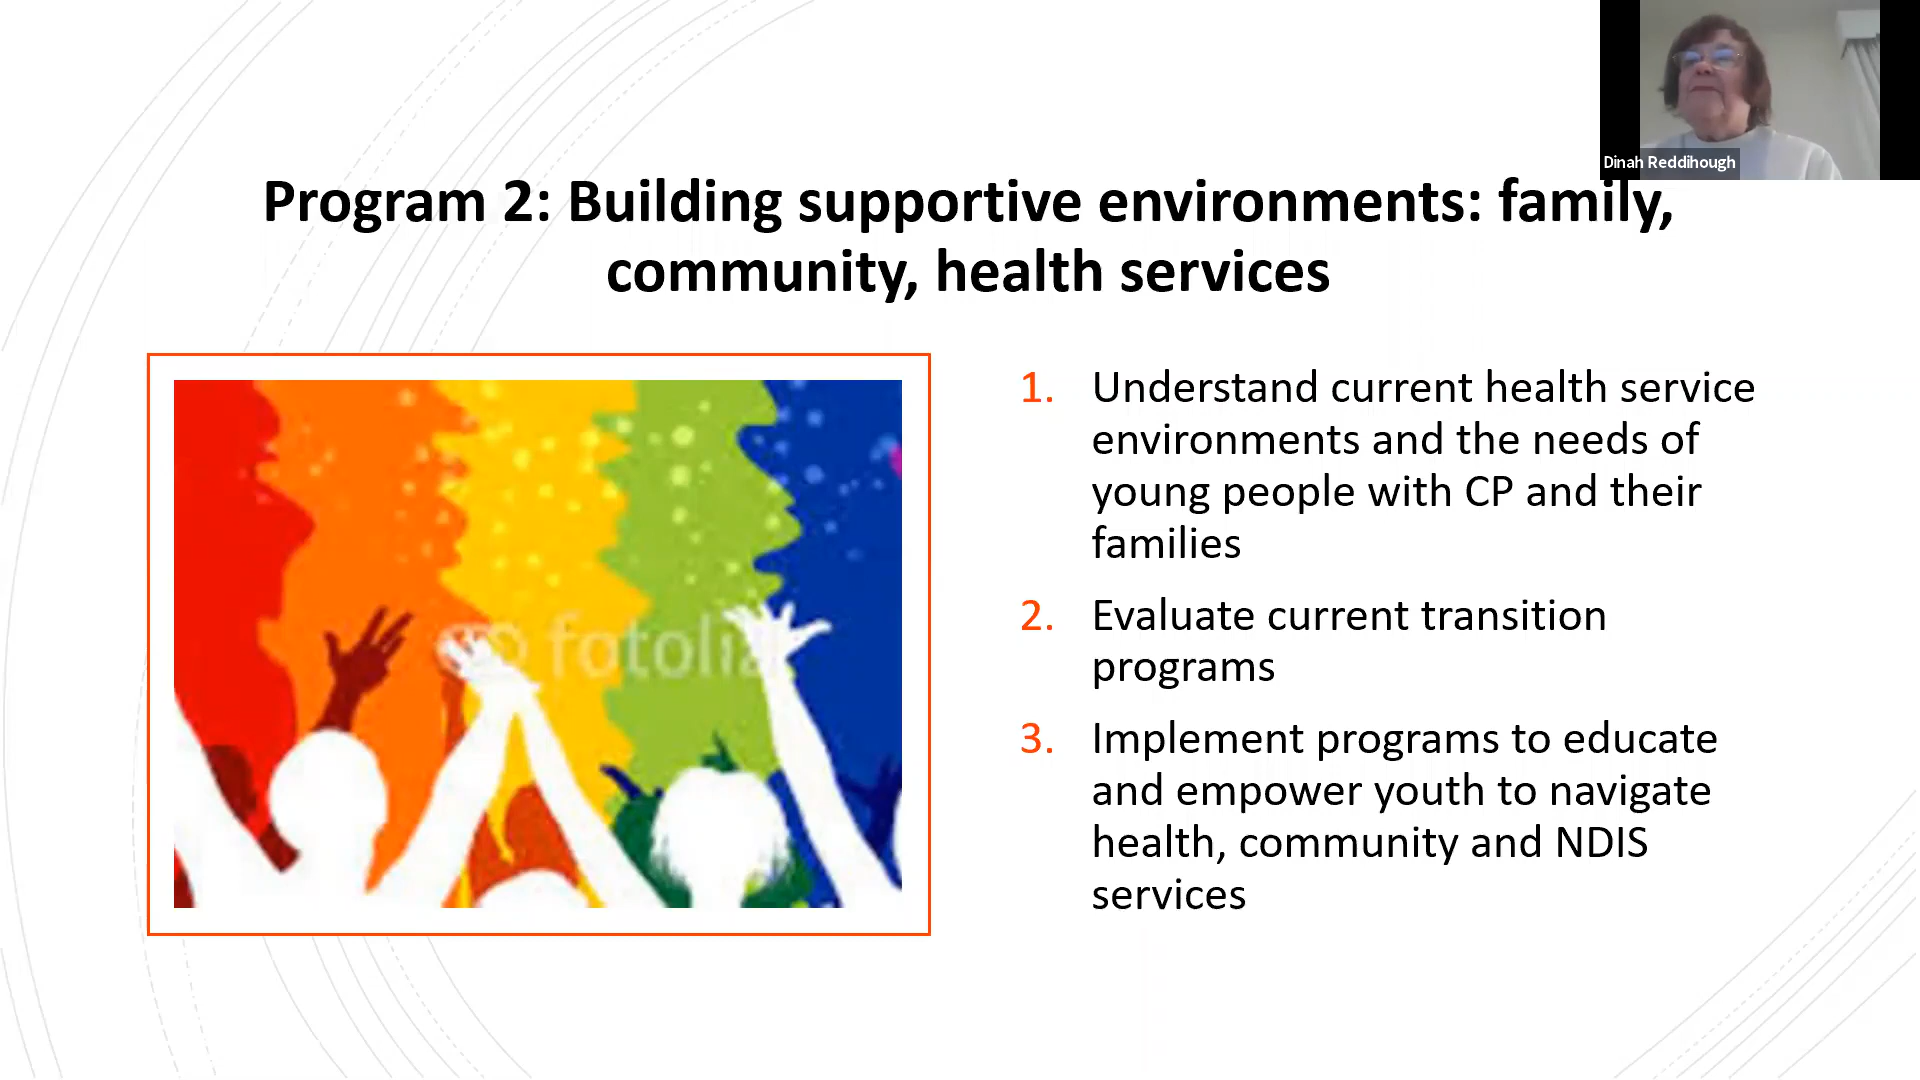 Dinah Reddihough
Program 2: Building supportive environments: family,
community, health services
1. Understand current health service
environments and the needs of
young people with CP and their
families
2. Evaluate current transition
programs
3. Implement programs to educate
and empower youth to navigate
health, community and NDIS
services
fotolia